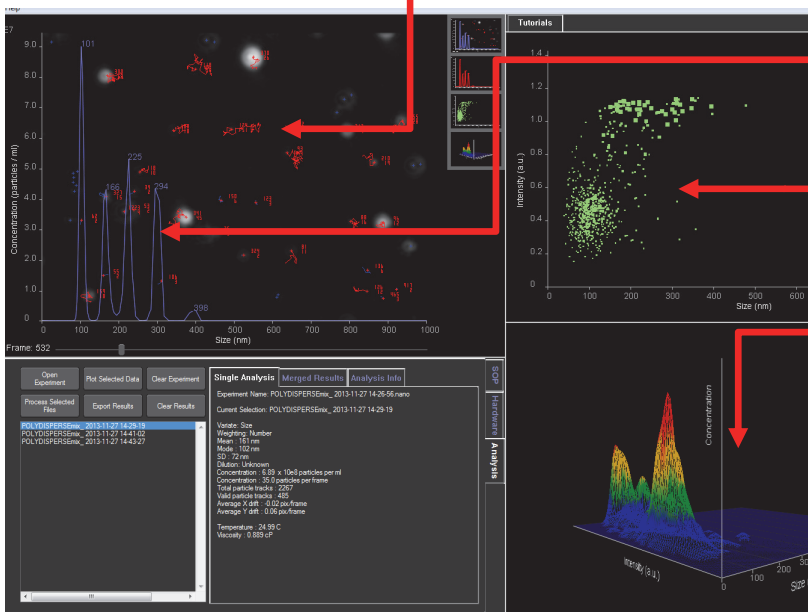 Help
E7
9.0
8.0
7.0
6.0
5.0
4.0
3.0
2.0
1.0
0
Concentration (particles / ml)
101
166
225
294
398
0
100
200
300
400
500
600
700
800
900
1000
Size (nm)
Frame: 532
Tutorials
1.4
1.2
1.0
0.8
0.6
0.4
0.2
Intensity (a.u.)
0
100
200
300
400
500
600
Size (nm)
Open Experiment
Plot Selected Data
Clear Experiment
Process Selected Files
Export Results
Clear Results
POLYDISPERSEmix_ 2013-11-27 14-29-19
POLYDISPERSEmix_ 2013-11-27 14-41-02
POLYDISPERSEmix_ 2013-11-27 14-43-27
Single Analysis
Merged Results
Analysis Info
Experiment Name: POLYDISPERSEmix_ 2013-11-27 14-26-56.nano
Current Selection: POLYDISPERSEmix_ 2013-11-27 14-29-19
Variate: Size
Weighting: Number
Mean : 161 nm
Mode : 102 nm
SD : 72 nm
Dilution: Unknown
Concentration : 6.89 x 10e8 particles per ml
Concentration : 35.0 particles per frame
Total particle tracks : 2267
Valid particle tracks : 485
Average X drift : -0.02 pix/frame
Average Y drift : 0.06 pix/frame
Temperature : 24.99 C
Viscosity : 0.889 cP
SOP
Hardware
Analysis
Concentration
Intensity (a.u.)
0
100
200
Size